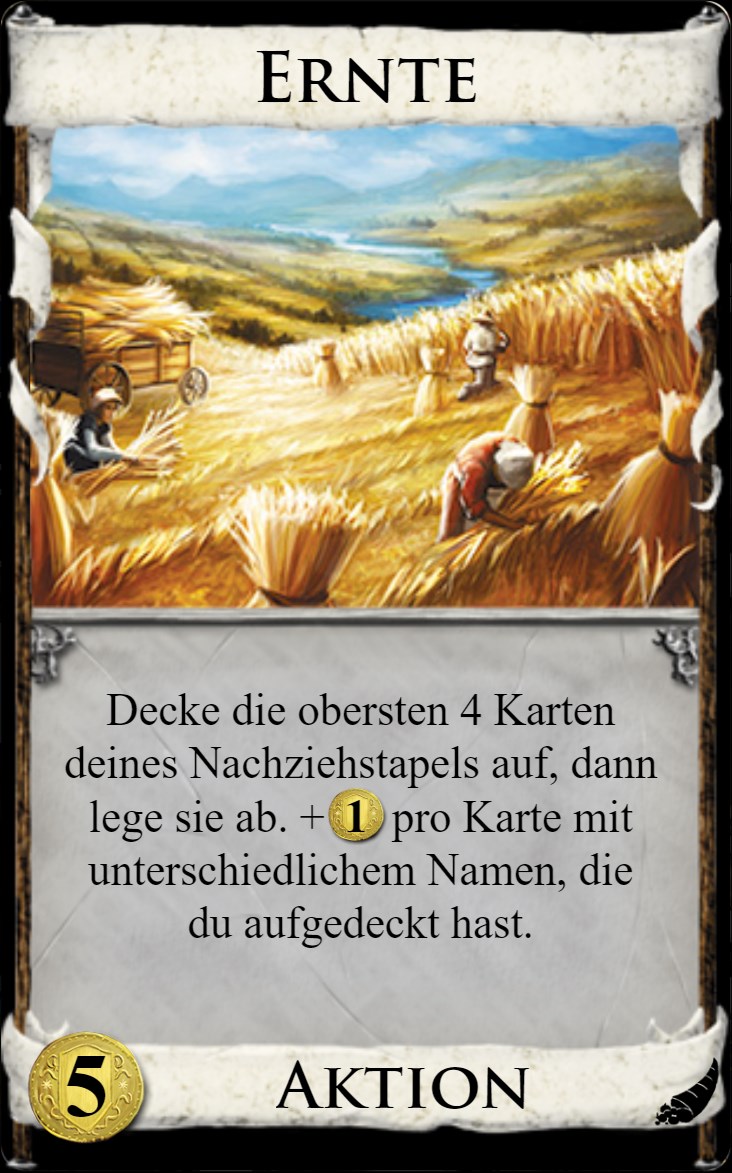 ERNTE
Decke die obersten 4 Karten
deines Nachziehstapels auf, dann
lege sie ab. +1 pro Karte mit
unterschiedlichem Namen, die
du aufgedeckt hast.
5 AKTION